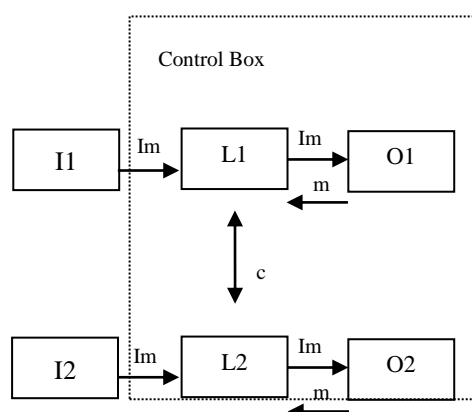 Control Box
Im Im
I1 L1 O1
m
c
Im Im
I2 L2 O2
m